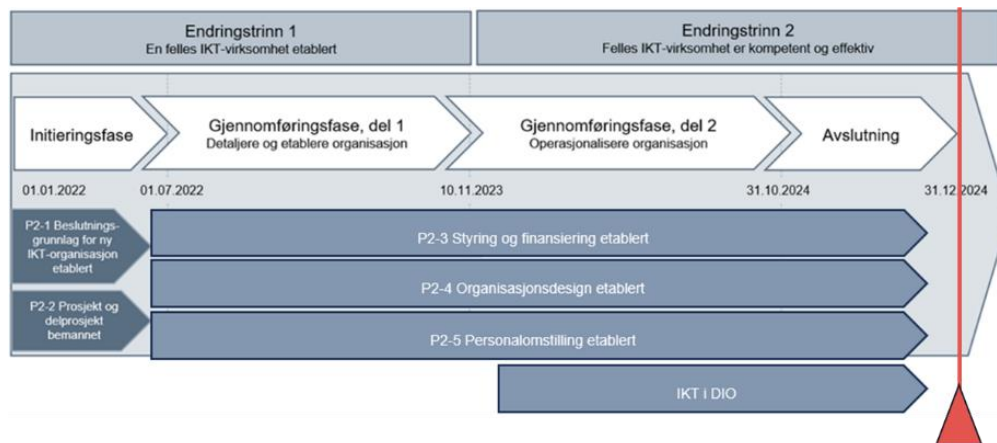 Endringstrinn 1
En felles IKT-virksomhet etablert
Endringstrinn 2
Felles IKT-virksomhet er kompetent og effektiv
Initieringsfase
Gjennomføringsfase, del 1
Detaljere og etablere organisasjon
Gjennomføringsfase, del 2
Operasjonalisere organisasjon
Avslutning
01.01.2022
01.07.2022
10.11.2023
31.10.2024
31.12.2024
P2-1 Beslutnings-
grunnlag for ny
IKT-organisasjon
etablert
P2-2 Prosjekt og
delprosjekt
bemannet
P2-3 Styring og finansiering etablert
P2-4 Organisasjonsdesign etablert
P2-5 Personalomstilling etablert
IKT i DIO